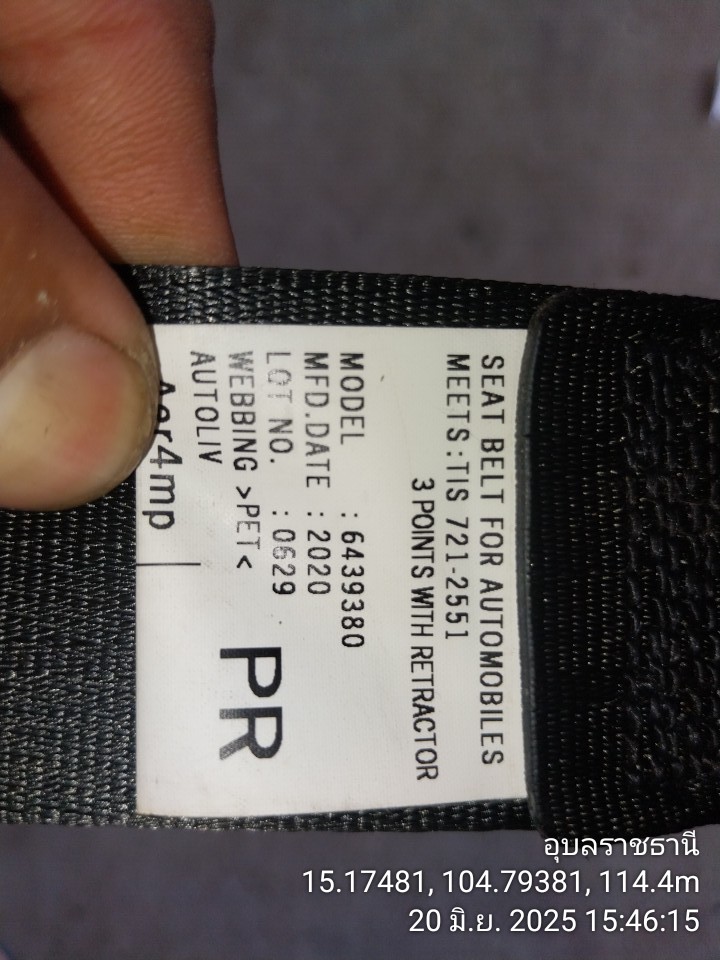 SEAT BELT FOR AUTOMOBILES
MEETS:TIS 721-2551
3 POINTS WITH RETRACTOR
MODEL : 6439380
MFD.DATE : 2020
LOT NO. : 0629
WEBBING >PET<
AUTOLIV
PR
4mp
อุบลราชธานี
15.17481, 104.79381, 114.4m
20 มิ.ย. 2025 15:46:15